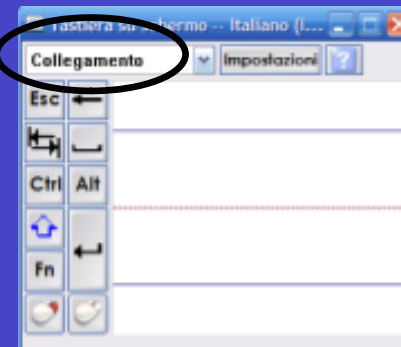 Tastiera su schermo -- Italiano (I...
Collegamento Impostazioni ?
Esc
Ctrl Alt
Fn